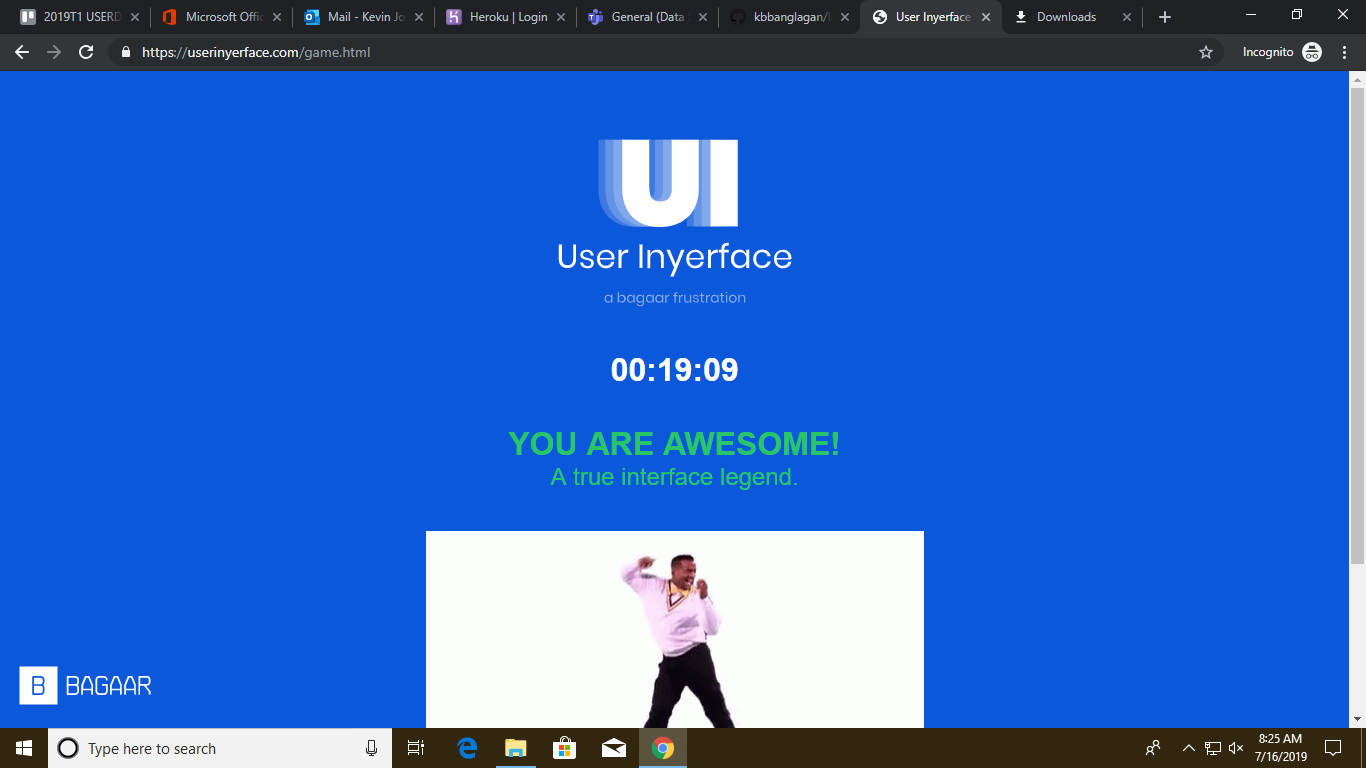 2019T1 USERD
Microsoft Offic
Mail - Kevin Jo
Heroku | Login
General (Data S
kbbanglagan/l
User Inyerface
Downloads
https://userinyerface.com/game.html
Incognito
UI
User Inyerface
a bagaar frustration
00:19:09
YOU ARE AWESOME!
A true interface legend.
B BAGAAR
Type here to search
8:25 AM
7/16/2019